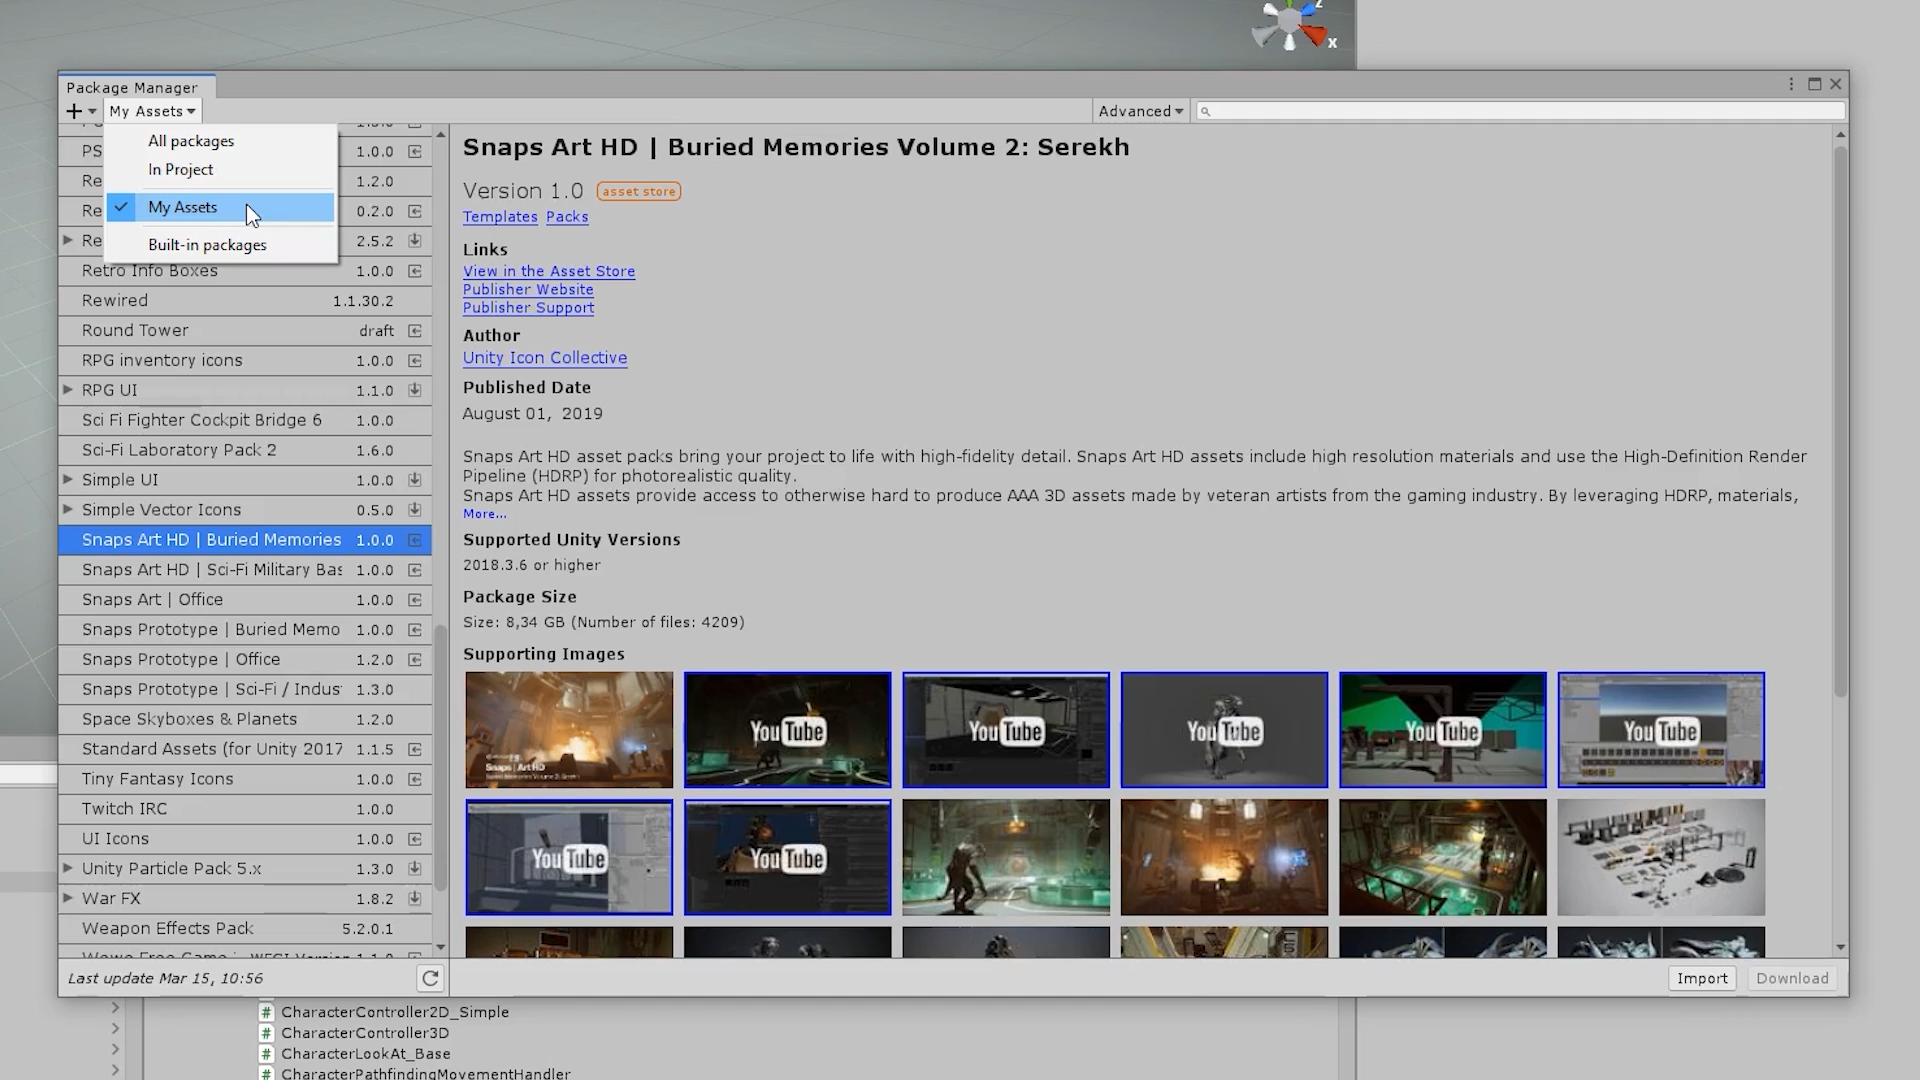 z
x
Package Manager
My Assets
Advanced
All packages
In Project
My Assets
Built-in packages
PS 1.0.0
Re 1.2.0
Re 0.2.0
Re 2.5.2
Retro Info Boxes 1.0.0
Rewired 1.1.30.2
Round Tower draft
RPG inventory icons 1.0.0
RPG UI 1.1.0
Sci Fi Fighter Cockpit Bridge 6 1.0.0
Sci-Fi Laboratory Pack 2 1.6.0
Simple UI 1.0.0
Simple Vector Icons 0.5.0
Snaps Art HD | Buried Memories 1.0.0
Snaps Art HD | Sci-Fi Military Bas 1.0.0
Snaps Art | Office 1.0.0
Snaps Prototype | Buried Memo 1.0.0
Snaps Prototype | Office 1.2.0
Snaps Prototype | Sci-Fi / Indus 1.3.0
Space Skyboxes & Planets 1.2.0
Standard Assets (for Unity 2017 1.1.5
Tiny Fantasy Icons 1.0.0
Twitch IRC 1.0.0
UI Icons 1.0.0
Unity Particle Pack 5.x 1.3.0
War FX 1.8.2
Weapon Effects Pack 5.2.0.1
Last update Mar 15, 10:56
Snaps Art HD | Buried Memories Volume 2: Serekh
Version 1.0 asset store
Templates Packs
Links
View in the Asset Store
Publisher Website
Publisher Support
Author
Unity Icon Collective
Published Date
August 01, 2019
Snaps Art HD asset packs bring your project to life with high-fidelity detail. Snaps Art HD assets include high resolution materials and use the High-Definition Render
Pipeline (HDRP) for photorealistic quality.
Snaps Art HD assets provide access to otherwise hard to produce AAA 3D assets made by veteran artists from the gaming industry. By leveraging HDRP, materials,
More...
Supported Unity Versions
2018.3.6 or higher
Package Size
Size: 8,34 GB (Number of files: 4209)
Supporting Images
Snaps | Art HD
Buried Memories Volume 2: Serekh
YouTube
YouTube
YouTube
YouTube
YouTube
YouTube
YouTube
Import
Download
# CharacterController2D_Simple
# CharacterController3D
# CharacterLookAt_Base
# CharacterPathfindingMovementHandler